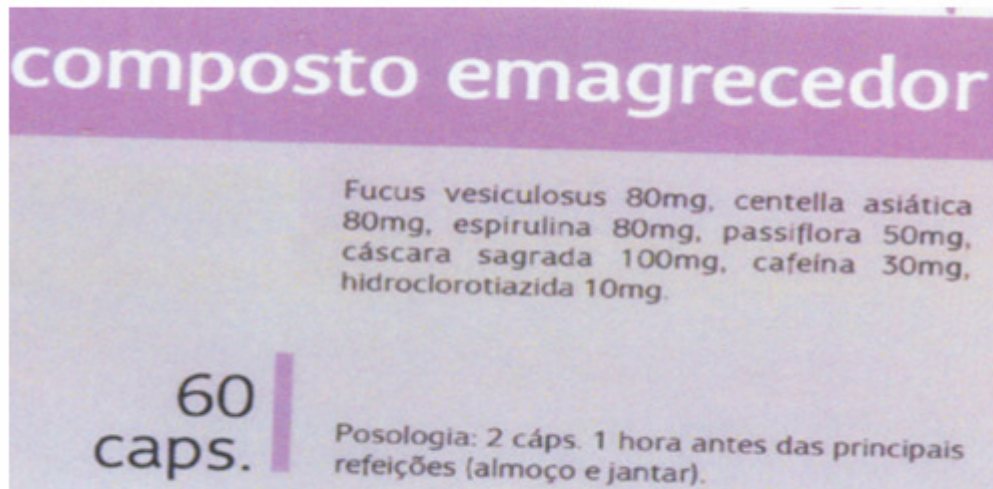 composto emagrecedor
Fucus vesiculosus 80mg, centella asiática
80mg, espirulina 80mg, passiflora 50mg,
cáscara sagrada 100mg, cafeína 30mg,
hidroclorotiazida 10mg.
60
caps.
Posologia: 2 cáps. 1 hora antes das principais
refeições (almoço e jantar).